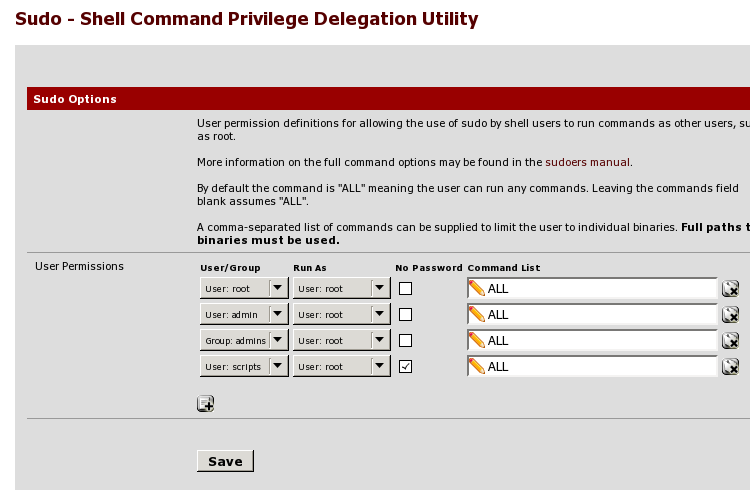 Sudo - Shell Command Privilege Delegation Utility
Sudo Options
User permission definitions for allowing the use of sudo by shell users to run commands as other users,
as root.
More information on the full command options may be found in the sudoers manual.
By default the command is "ALL" meaning the user can run any commands. Leaving the commands field
blank assumes "ALL".
A comma-separated list of commands can be supplied to limit the user to individual binaries. Full paths
binaries must be used.
User Permissions
User/Group Run As No Password Command List
User: root User: root ALL
User: admin User: root ALL
Group: admins User: root ALL
User: scripts User: root ALL
Save